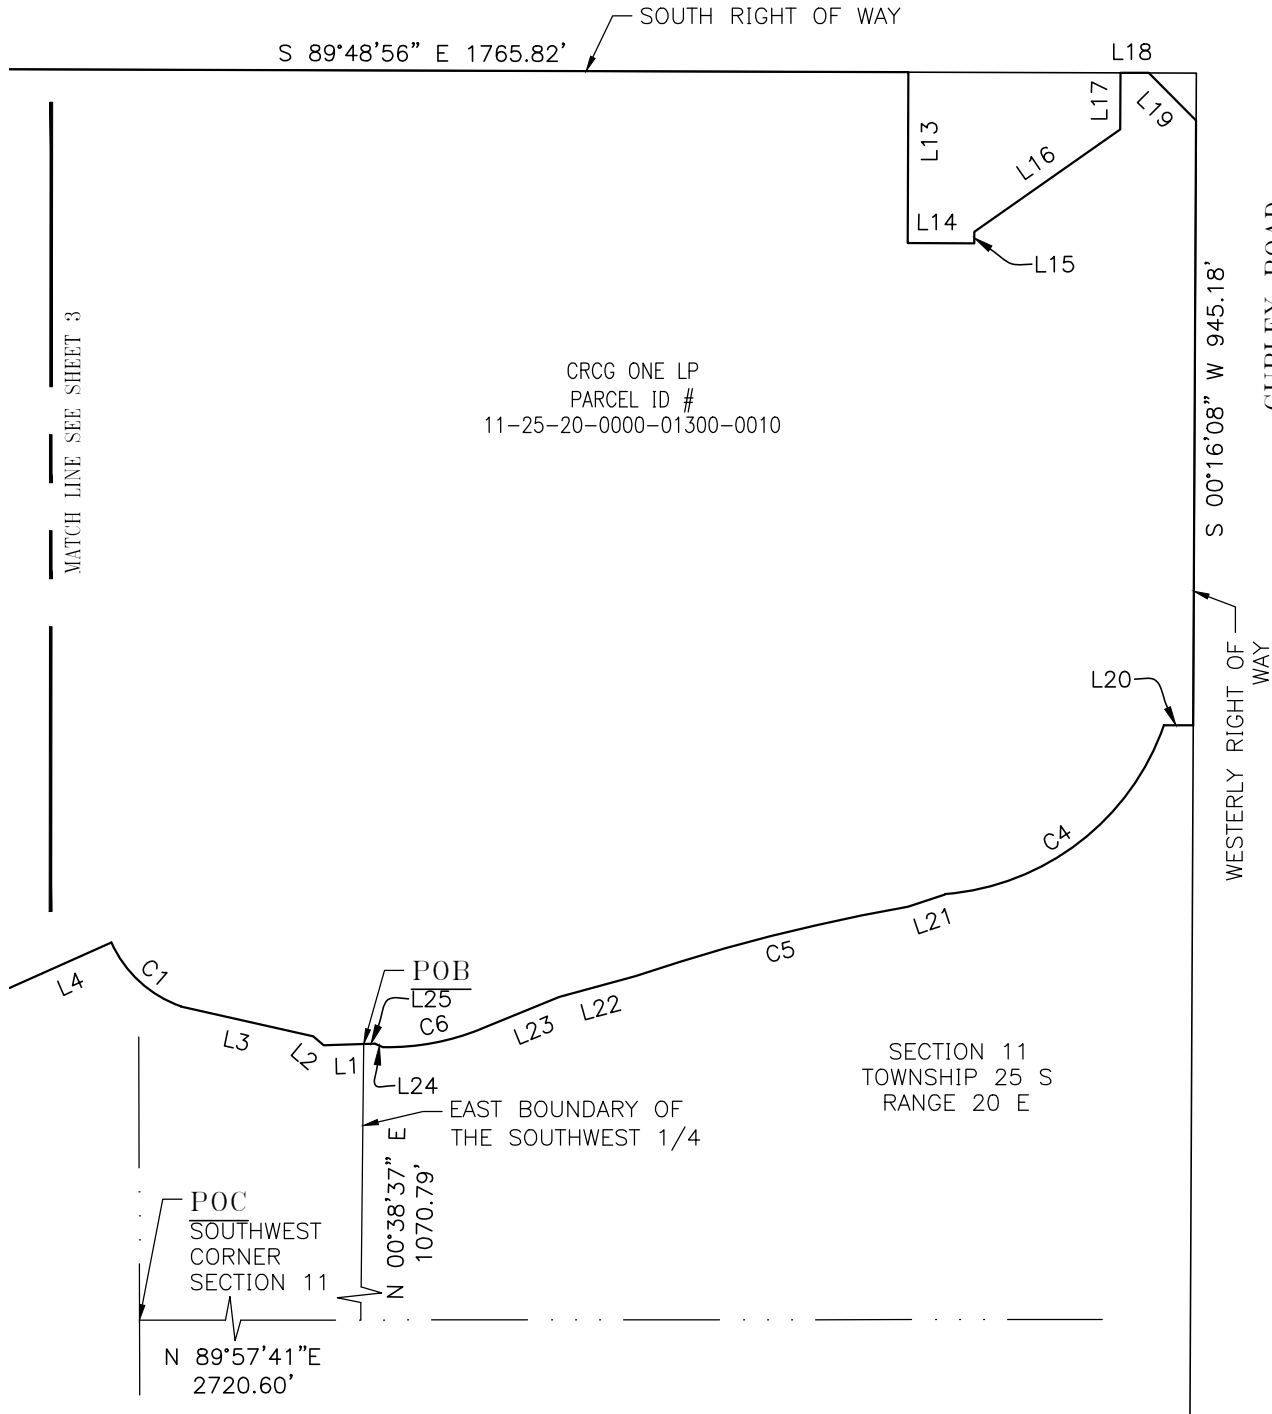 SOUTH RIGHT OF WAY
S 89°48'56" E 1765.82'
L18
L17
L19
L13
L16
L14
L15
MATCH LINE SEE SHEET 3
CRCG ONE LP
PARCEL ID #
11-25-20-0000-01300-0010
S 00°16'08" W 945.18'
ROAD
WESTERLY RIGHT OF
WAY
L20
C4
L21
C5
L22
L23
C6
POB
L25
L24
L1
L2
L3
C1
L4
SECTION 11
TOWNSHIP 25 S
RANGE 20 E
EAST BOUNDARY OF
THE SOUTHWEST 1/4
N 00°38'37" E
1070.79'
POC
SOUTHWEST
CORNER
SECTION 11
N 89°57'41"E
2720.60'